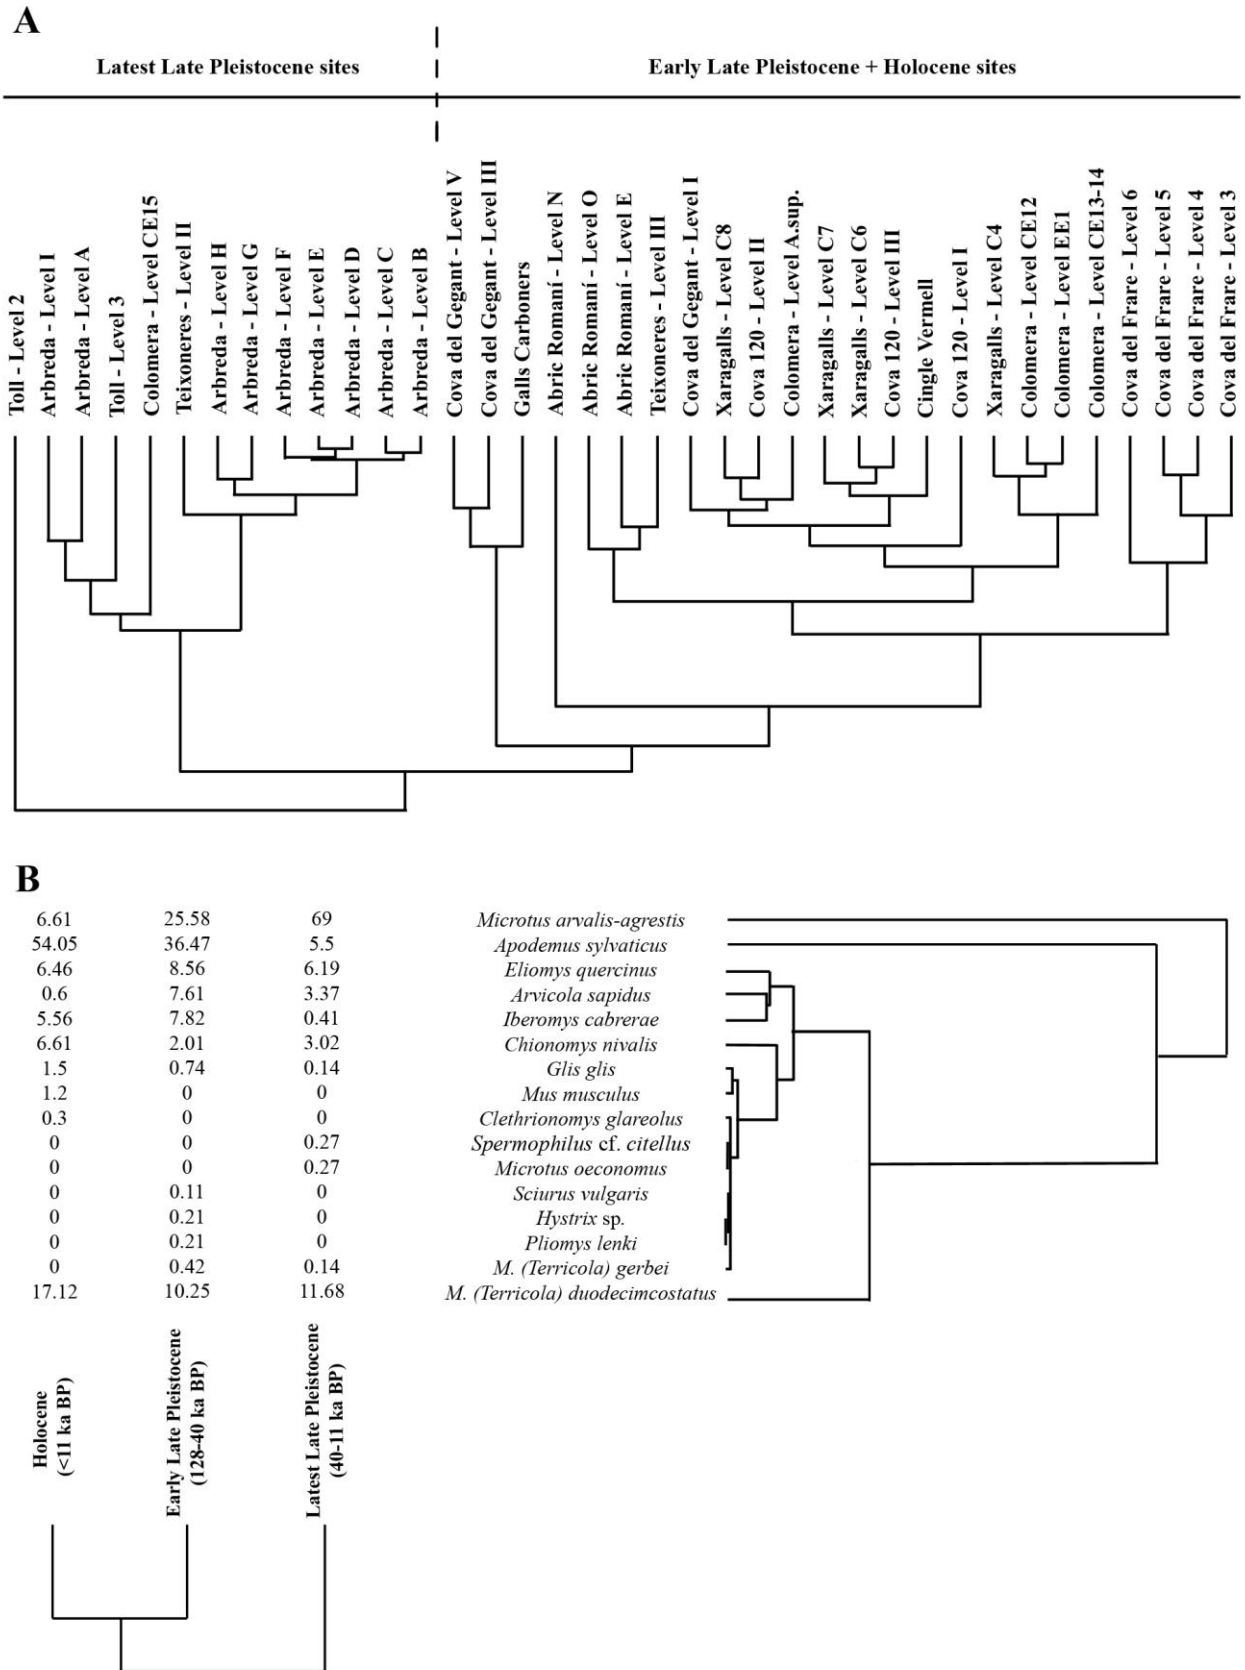 A
Latest Late Pleistocene sites
Early Late Pleistocene + Holocene sites
Toll - Level 2
Arbreda - Level I
Arbreda - Level A
Toll - Level 3
Colomera - Level CE15
Teixoneres - Level II
Arbreda - Level H
Arbreda - Level G
Arbreda - Level F
Arbreda - Level E
Arbreda - Level D
Arbreda - Level C
Arbreda - Level B
Cova del Gegant - Level V
Cova del Gegant - Level III
Galls Carboners
Abric Romaní - Level N
Abric Romaní - Level O
Abric Romaní - Level E
Teixoneres - Level III
Cova del Gegant - Level I
Xaragalls - Level C8
Cova 120 - Level II
Colomera - Level A.sup.
Xaragalls - Level C7
Xaragalls - Level C6
Cova 120 - Level III
Cingle Vermell
Cova 120 - Level I
Xaragalls - Level C4
Colomera - Level CE12
Colomera - Level EE1
Colomera - Level CE13-14
Cova del Frare - Level 6
Cova del Frare - Level 5
Cova del Frare - Level 4
Cova del Frare - Level 3
B
6.61 25.58 69 Microtus arvalis-agrestis
54.05 36.47 5.5 Apodemus sylvaticus
6.46 8.56 6.19 Eliomys quercinus
0.6 7.61 3.37 Arvicola sapidus
5.56 7.82 0.41 Iberomys cabrerae
6.61 2.01 3.02 Chionomys nivalis
1.5 0.74 0.14 Glis glis
1.2 0 0 Mus musculus
0.3 0 0 Clethrionomys glareolus
0 0 0.27 Spermophilus cf. citellus
0 0 0.27 Microtus oeconomus
0 0.11 0 Sciurus vulgaris
0 0.21 0 Hystrix sp.
0 0.21 0 Pliomys lenki
0 0.42 0.14 M. (Terricola) gerbei
17.12 10.25 11.68 M. (Terricola) duodecimcostatus
Holocene
(<11 ka BP)
Early Late Pleistocene
(128-40 ka BP)
Latest Late Pleistocene
(40-11 ka BP)